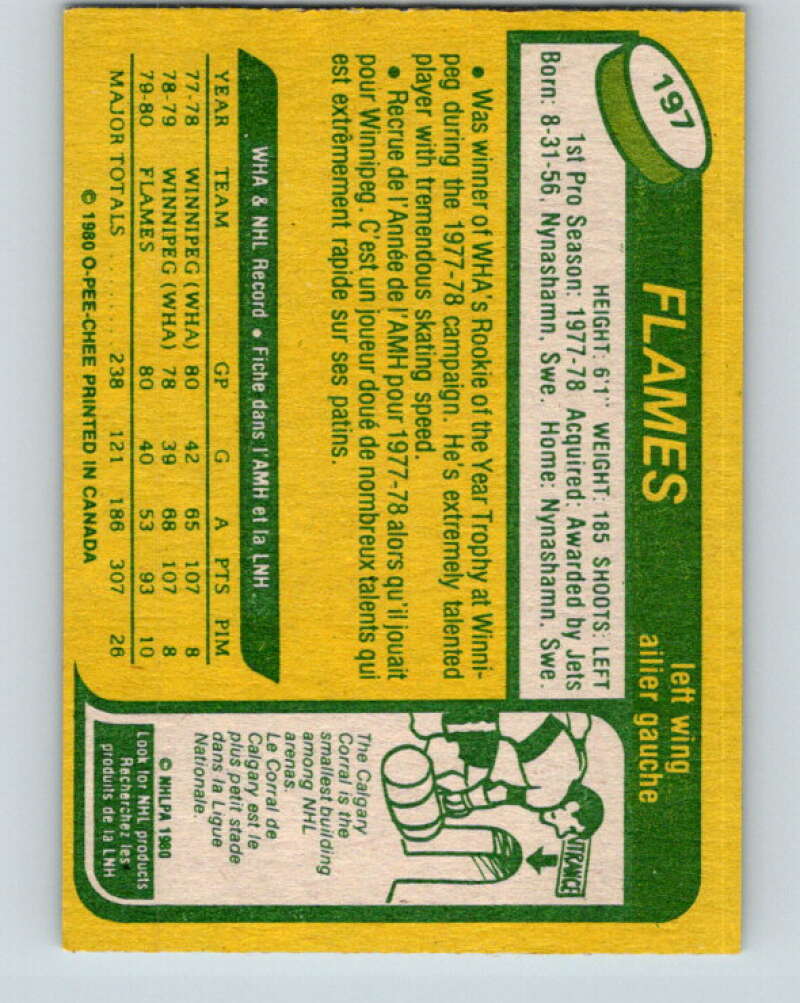 197
FLAMES
left wing
ailier gauche
HEIGHT: 6'1" WEIGHT: 185 SHOOTS: LEFT
1st Pro Season: 1977-78 Acquired: Awarded by Jets
Born: 8-31-56, Nynashamn, Swe. Home: Nynashamn, Swe.
• Was winner of WHA's Rookie of the Year Trophy at Winni-
peg during the 1977-78 campaign. He's extremely talented
player with tremendous skating speed.
• Recrue de l'Année de l'AMH pour 1977-78 alors qu'il jouait
pour Winnipeg. C'est un joueur doué de nombreux talents qui
est extrêmement rapide sur ses patins.
WHA & NHL Record • Fiche dans l'AMH et la LNH.
YEAR TEAM GP G A PTS PIM
77-78 WINNIPEG (WHA) 80 42 65 107 8
78-79 WINNIPEG (WHA) 78 39 68 107 8
79-80 FLAMES 80 40 53 93 10
MAJOR TOTALS ........ 238 121 186 307 26
© 1980 O-PEE-CHEE PRINTED IN CANADA
ENTRANCE
The Calgary
Corral is the
smallest building
among NHL
arenas.
Le Corral de
Calgary est le
plus petit stade
dans la Ligue
Nationale.
© NHLPA 1980
Look for NHL products
Recherchez les
produits de la LNH